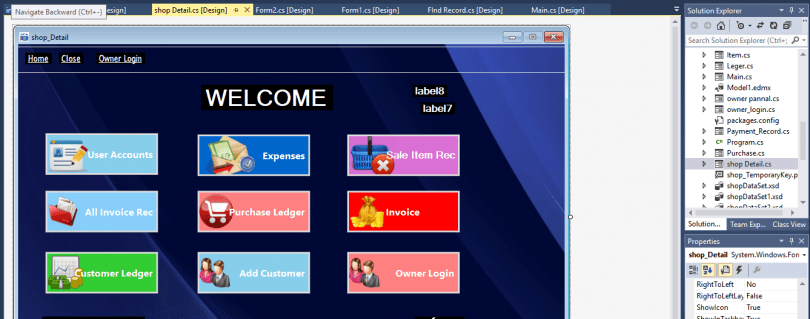 [Design] shop Detail.cs [Design] Form2.cs [Design] Form1.cs [Design] FInd Record.cs [Design] Main.cs [Design]
Navigate Backward (Ctrl+-)
shop_Detail
Home Close Owner Login
WELCOME
label8
label7
User Accounts Expenses Sale Item Rec
All Invoice Rec Purchase Ledger Invoice
Customer Ledger Add Customer Owner Login
Solution Explorer
Search Solution Explorer (Ctrl+;
Item.cs
Leger.cs
Main.cs
Model1.edmx
owner pannal.cs
owner_login.cs
packages.config
Payment_Record.cs
Program.cs
Purchase.cs
shop Detail.cs
shop_TemporaryKey.p
shopDataSet.xsd
shopDataSet1.xsd
Solution... Team Exp... Class View
Properties
shop_Detail System.Windows.Forn
RightToLeft No
RightToLeftLay False
ShowIcon True